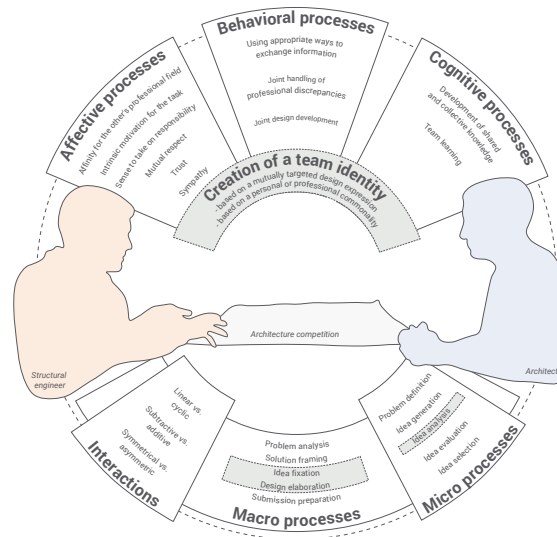 Behavioral processes
Using appropriate ways to
exchange information
Joint handling of
professional discrepancies
Joint design development
Affective processes
Affinity for the other's professional field
Intrinsic motivation for the task
Sense to take on responsibility
Mutual respect
Trust
Sympathy
Cognitive processes
Development of shared
and collective knowledge
Team learning
Creation of a team identity
- based on a mutually targeted design expression
- based on a personal or professional commonality
Architecture competition
Structural
engineer
Architect
Linear vs.
cyclic
Subtractive vs.
additive
Symmetrical vs.
asymmetric
Interactions
Problem analysis
Solution framing
Idea fixation
Design elaboration
Submission preparation
Macro processes
Problem definition
Idea generation
Idea analysis
Idea evaluation
Idea selection
Micro processes